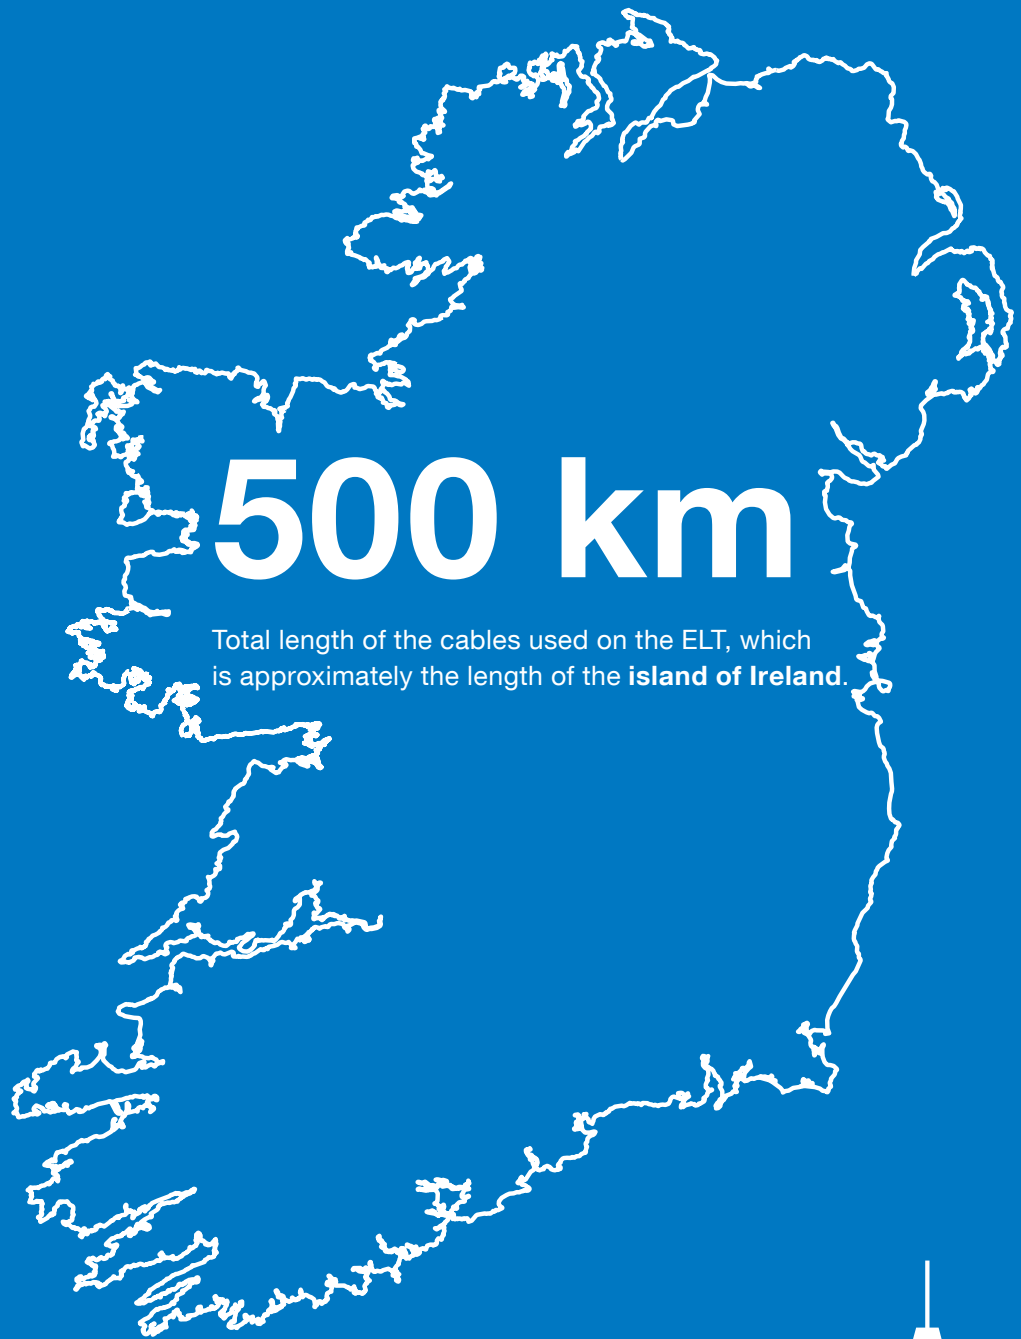 500 km
Total length of the cables used on the ELT, which
is approximately the length of the island of Ireland.